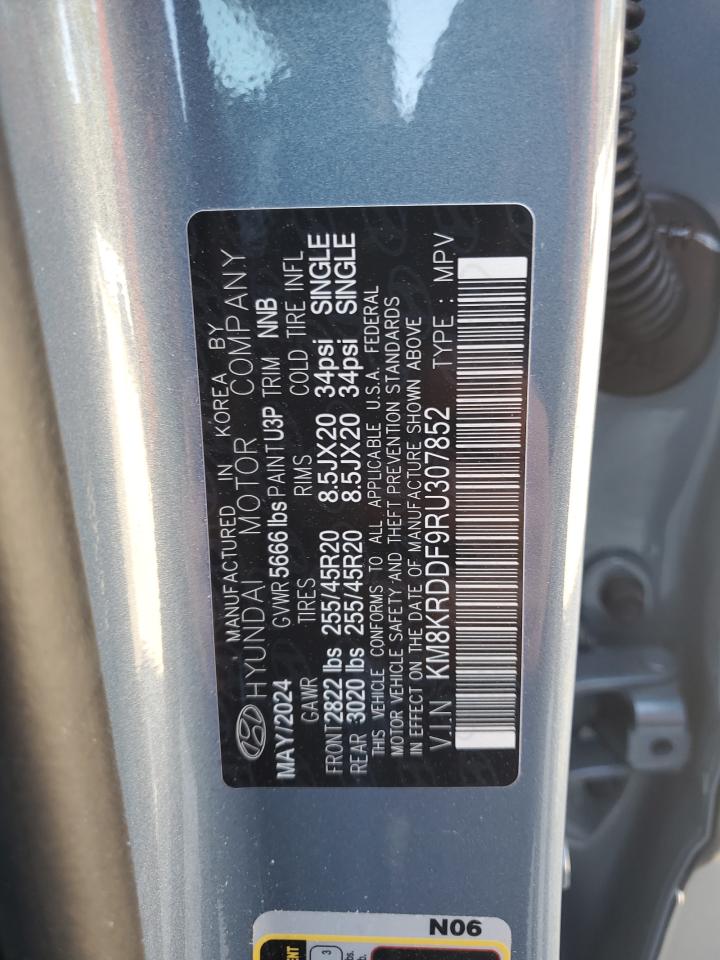 MANUFACTURED IN KOREA BY
HYUNDAI MOTOR COMPANY
MAY/2024 GVWR 5666 lbs PAINT U3P TRIM NNB
GAWR TIRES RIMS COLD TIRE INFL
FRONT 2822 lbs 255/45R20 8.5JX20 34psi SINGLE
REAR 3020 lbs 255/45R20 8.5JX20 34psi SINGLE
THIS VEHICLE CONFORMS TO ALL APPLICABLE U.S.A. FEDERAL
MOTOR VEHICLE SAFETY AND THEFT PREVENTION STANDARDS
IN EFFECT ON THE DATE OF MANUFACTURE SHOWN ABOVE
V.I.N KM8KRDDF9RU307852 TYPE : MPV
N06
3